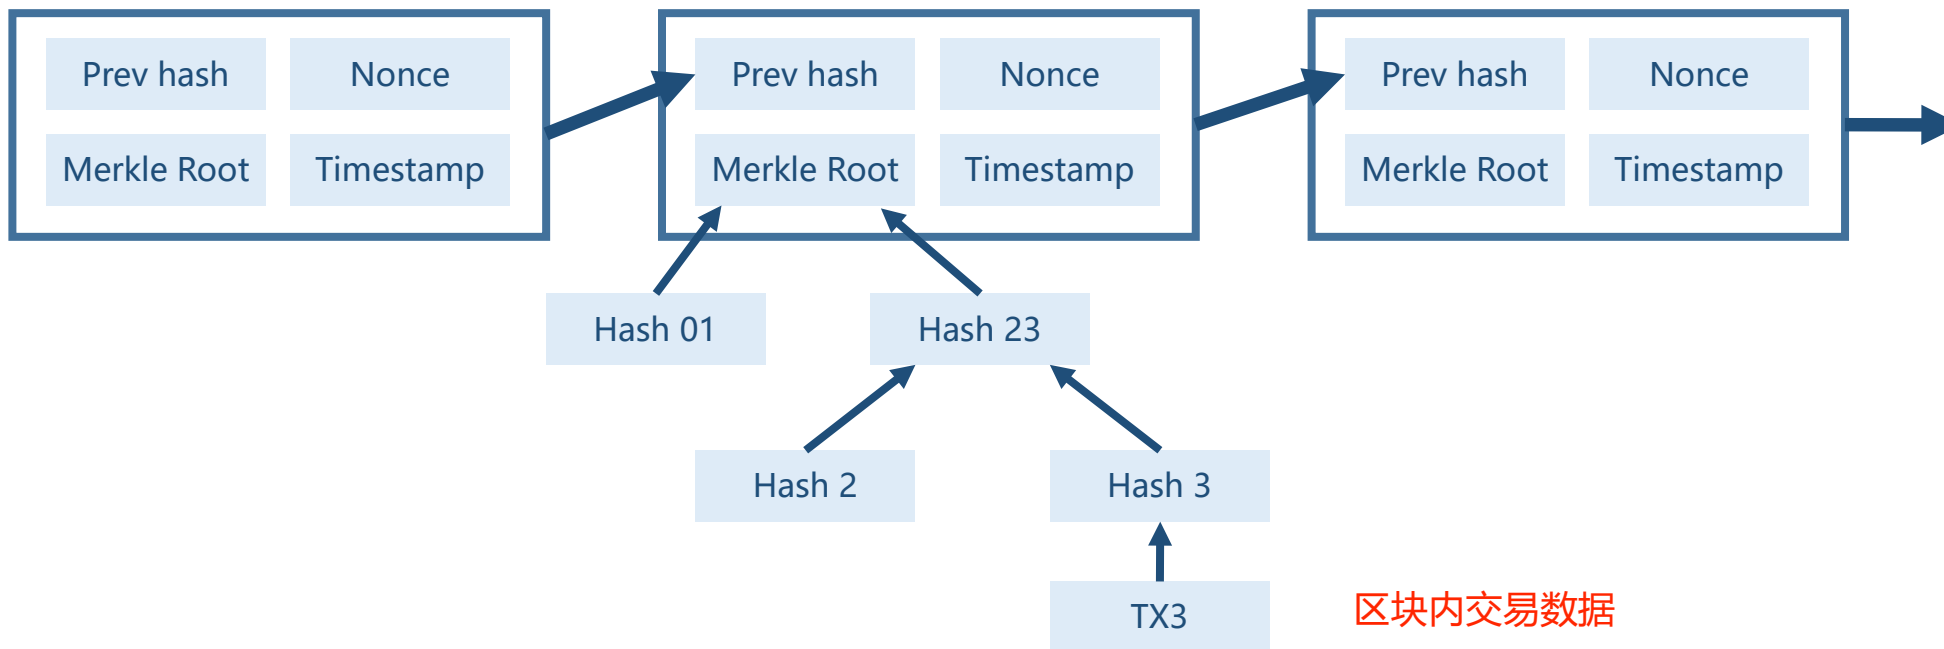 Prev hash Nonce
Merkle Root Timestamp
Prev hash Nonce
Merkle Root Timestamp
Prev hash Nonce
Merkle Root Timestamp
Hash 01
Hash 23
Hash 2
Hash 3
TX3
区块内交易数据